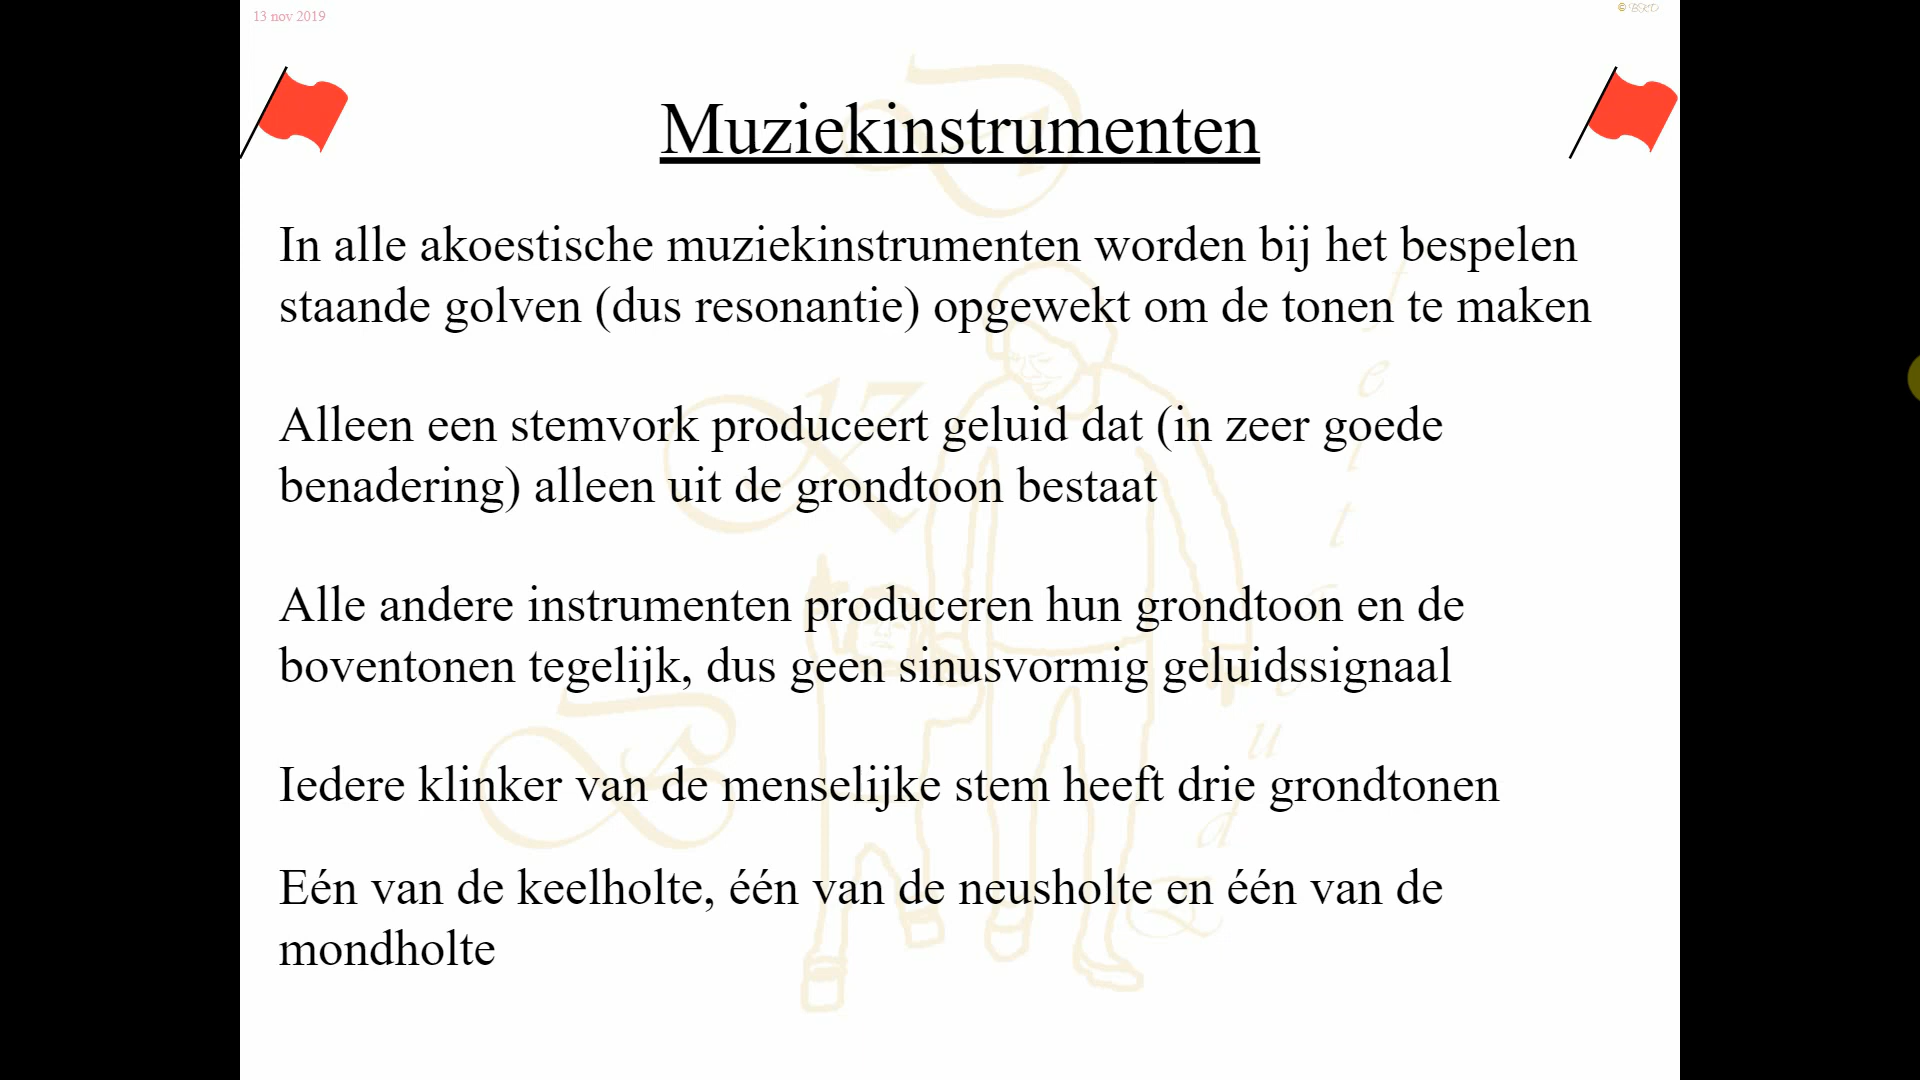 13 nov 2019
© BKD
Muziekinstrumenten
In alle akoestische muziekinstrumenten worden bij het bespelen
staande golven (dus resonantie) opgewekt om de tonen te maken
Alleen een stemvork produceert geluid dat (in zeer goede
benadering) alleen uit de grondtoon bestaat
Alle andere instrumenten produceren hun grondtoon en de
boventonen tegelijk, dus geen sinusvormig geluidssignaal
Iedere klinker van de menselijke stem heeft drie grondtonen
Eén van de keelholte, één van de neusholte en één van de
mondholte